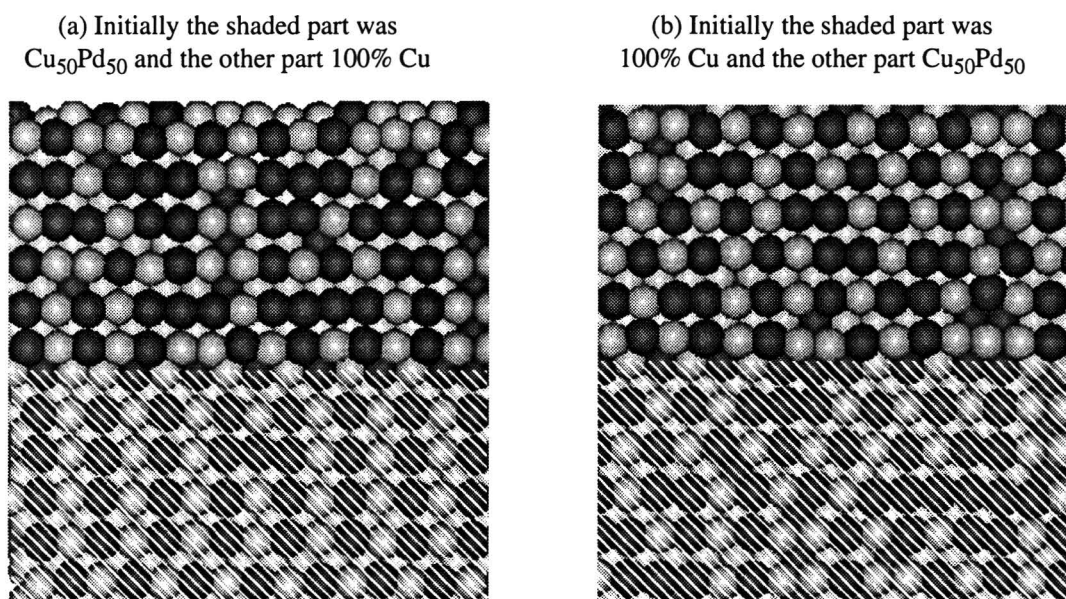 (a) Initially the shaded part was
Cu50Pd50 and the other part 100% Cu
(b) Initially the shaded part was
100% Cu and the other part Cu50Pd50